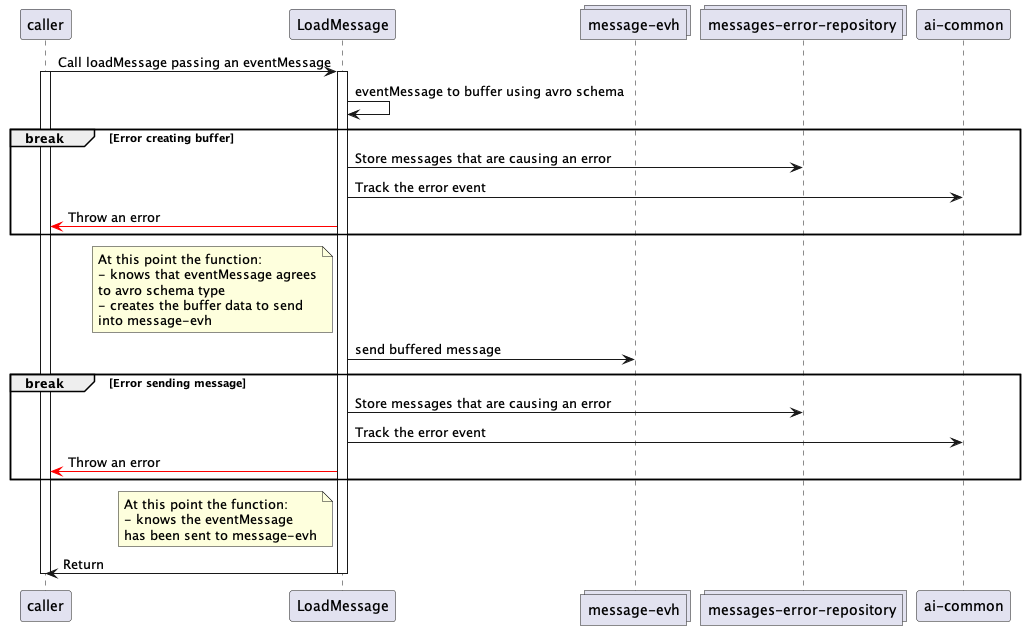 caller
LoadMessage
message-evh
messages-error-repository
ai-common
Call loadMessage passing an eventMessage
eventMessage to buffer using avro schema
break
[Error creating buffer]
Store messages that are causing an error
Track the error event
Throw an error
At this point the function:
- knows that eventMessage agrees
to avro schema type
- creates the buffer data to send
into message-evh
send buffered message
break
[Error sending message]
Store messages that are causing an error
Track the error event
Throw an error
At this point the function:
- knows the eventMessage
has been sent to message-evh
Return
caller
LoadMessage
message-evh
messages-error-repository
ai-common